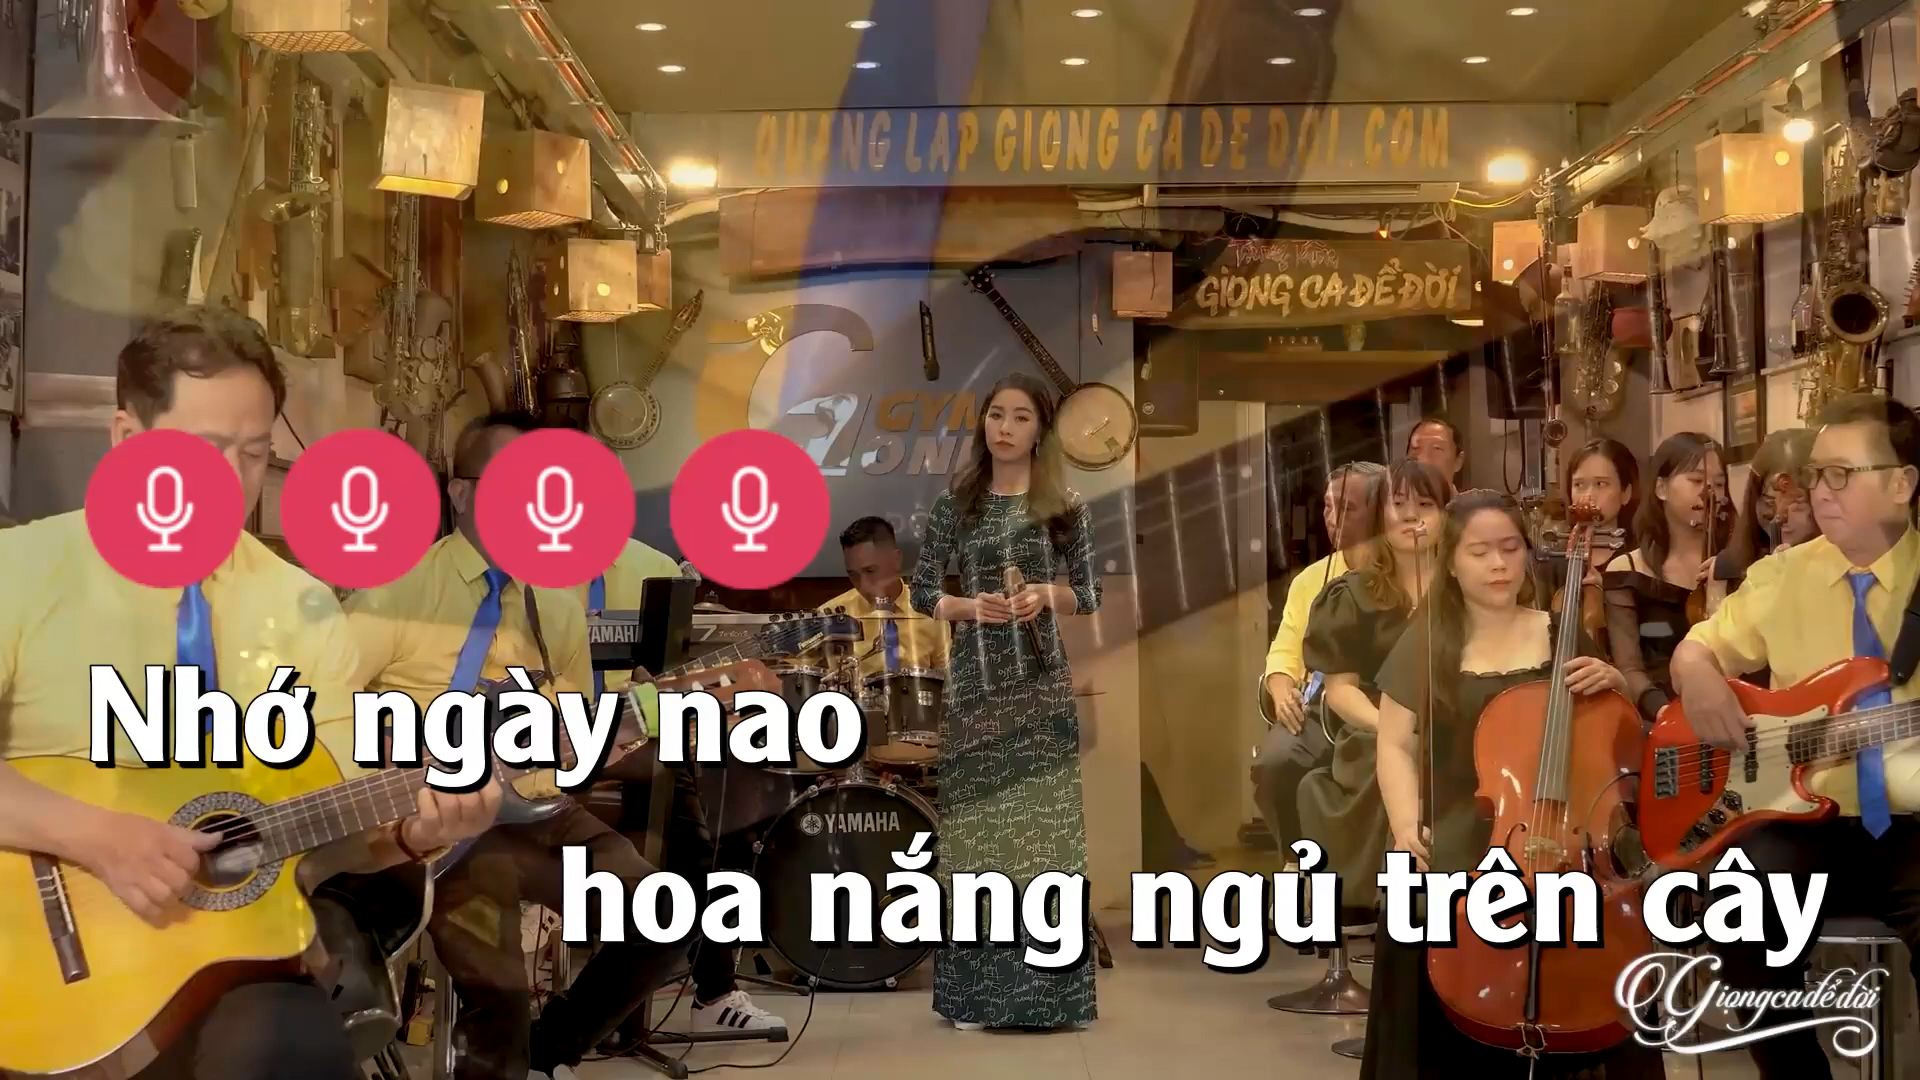 QUANG LAP GIONG CA DE DOI . COM
GIỌNG CA ĐỂ ĐỜI
YAMAHA
YAMAHA
Nhớ ngày nao
hoa nắng ngủ trên cây
Giọngcađểđời